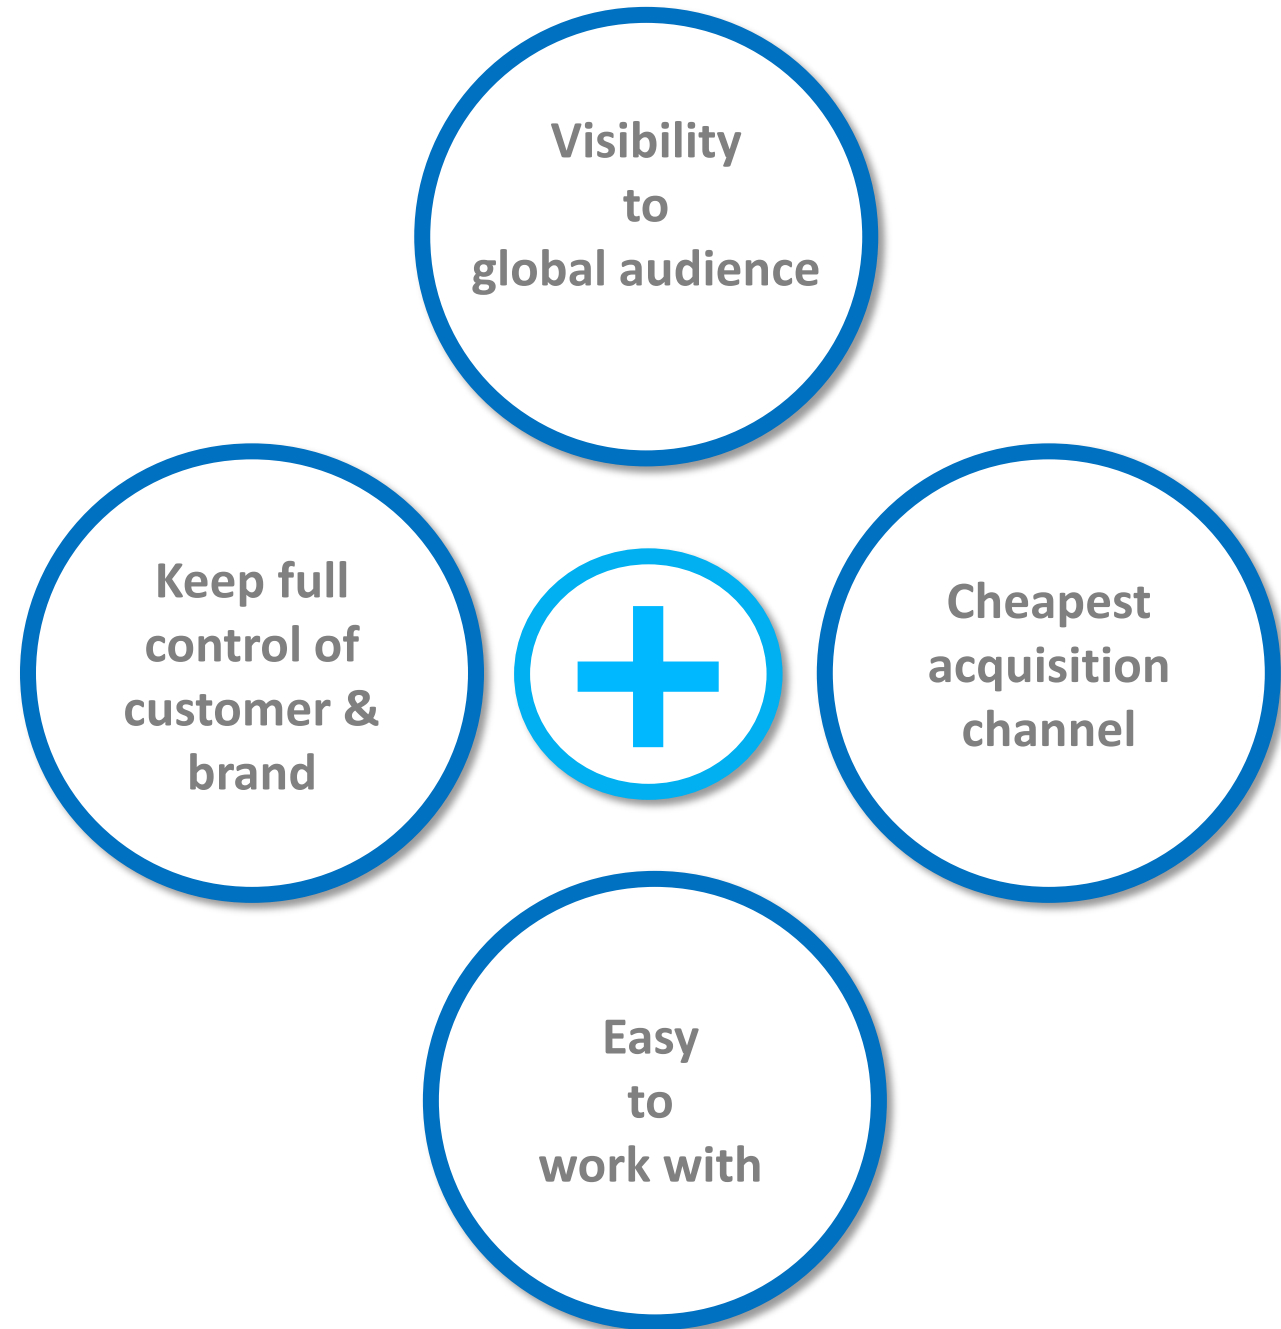 Visibility
to
global audience
Keep full
control of
customer &
brand
Cheapest
acquisition
channel
Easy
to
work with